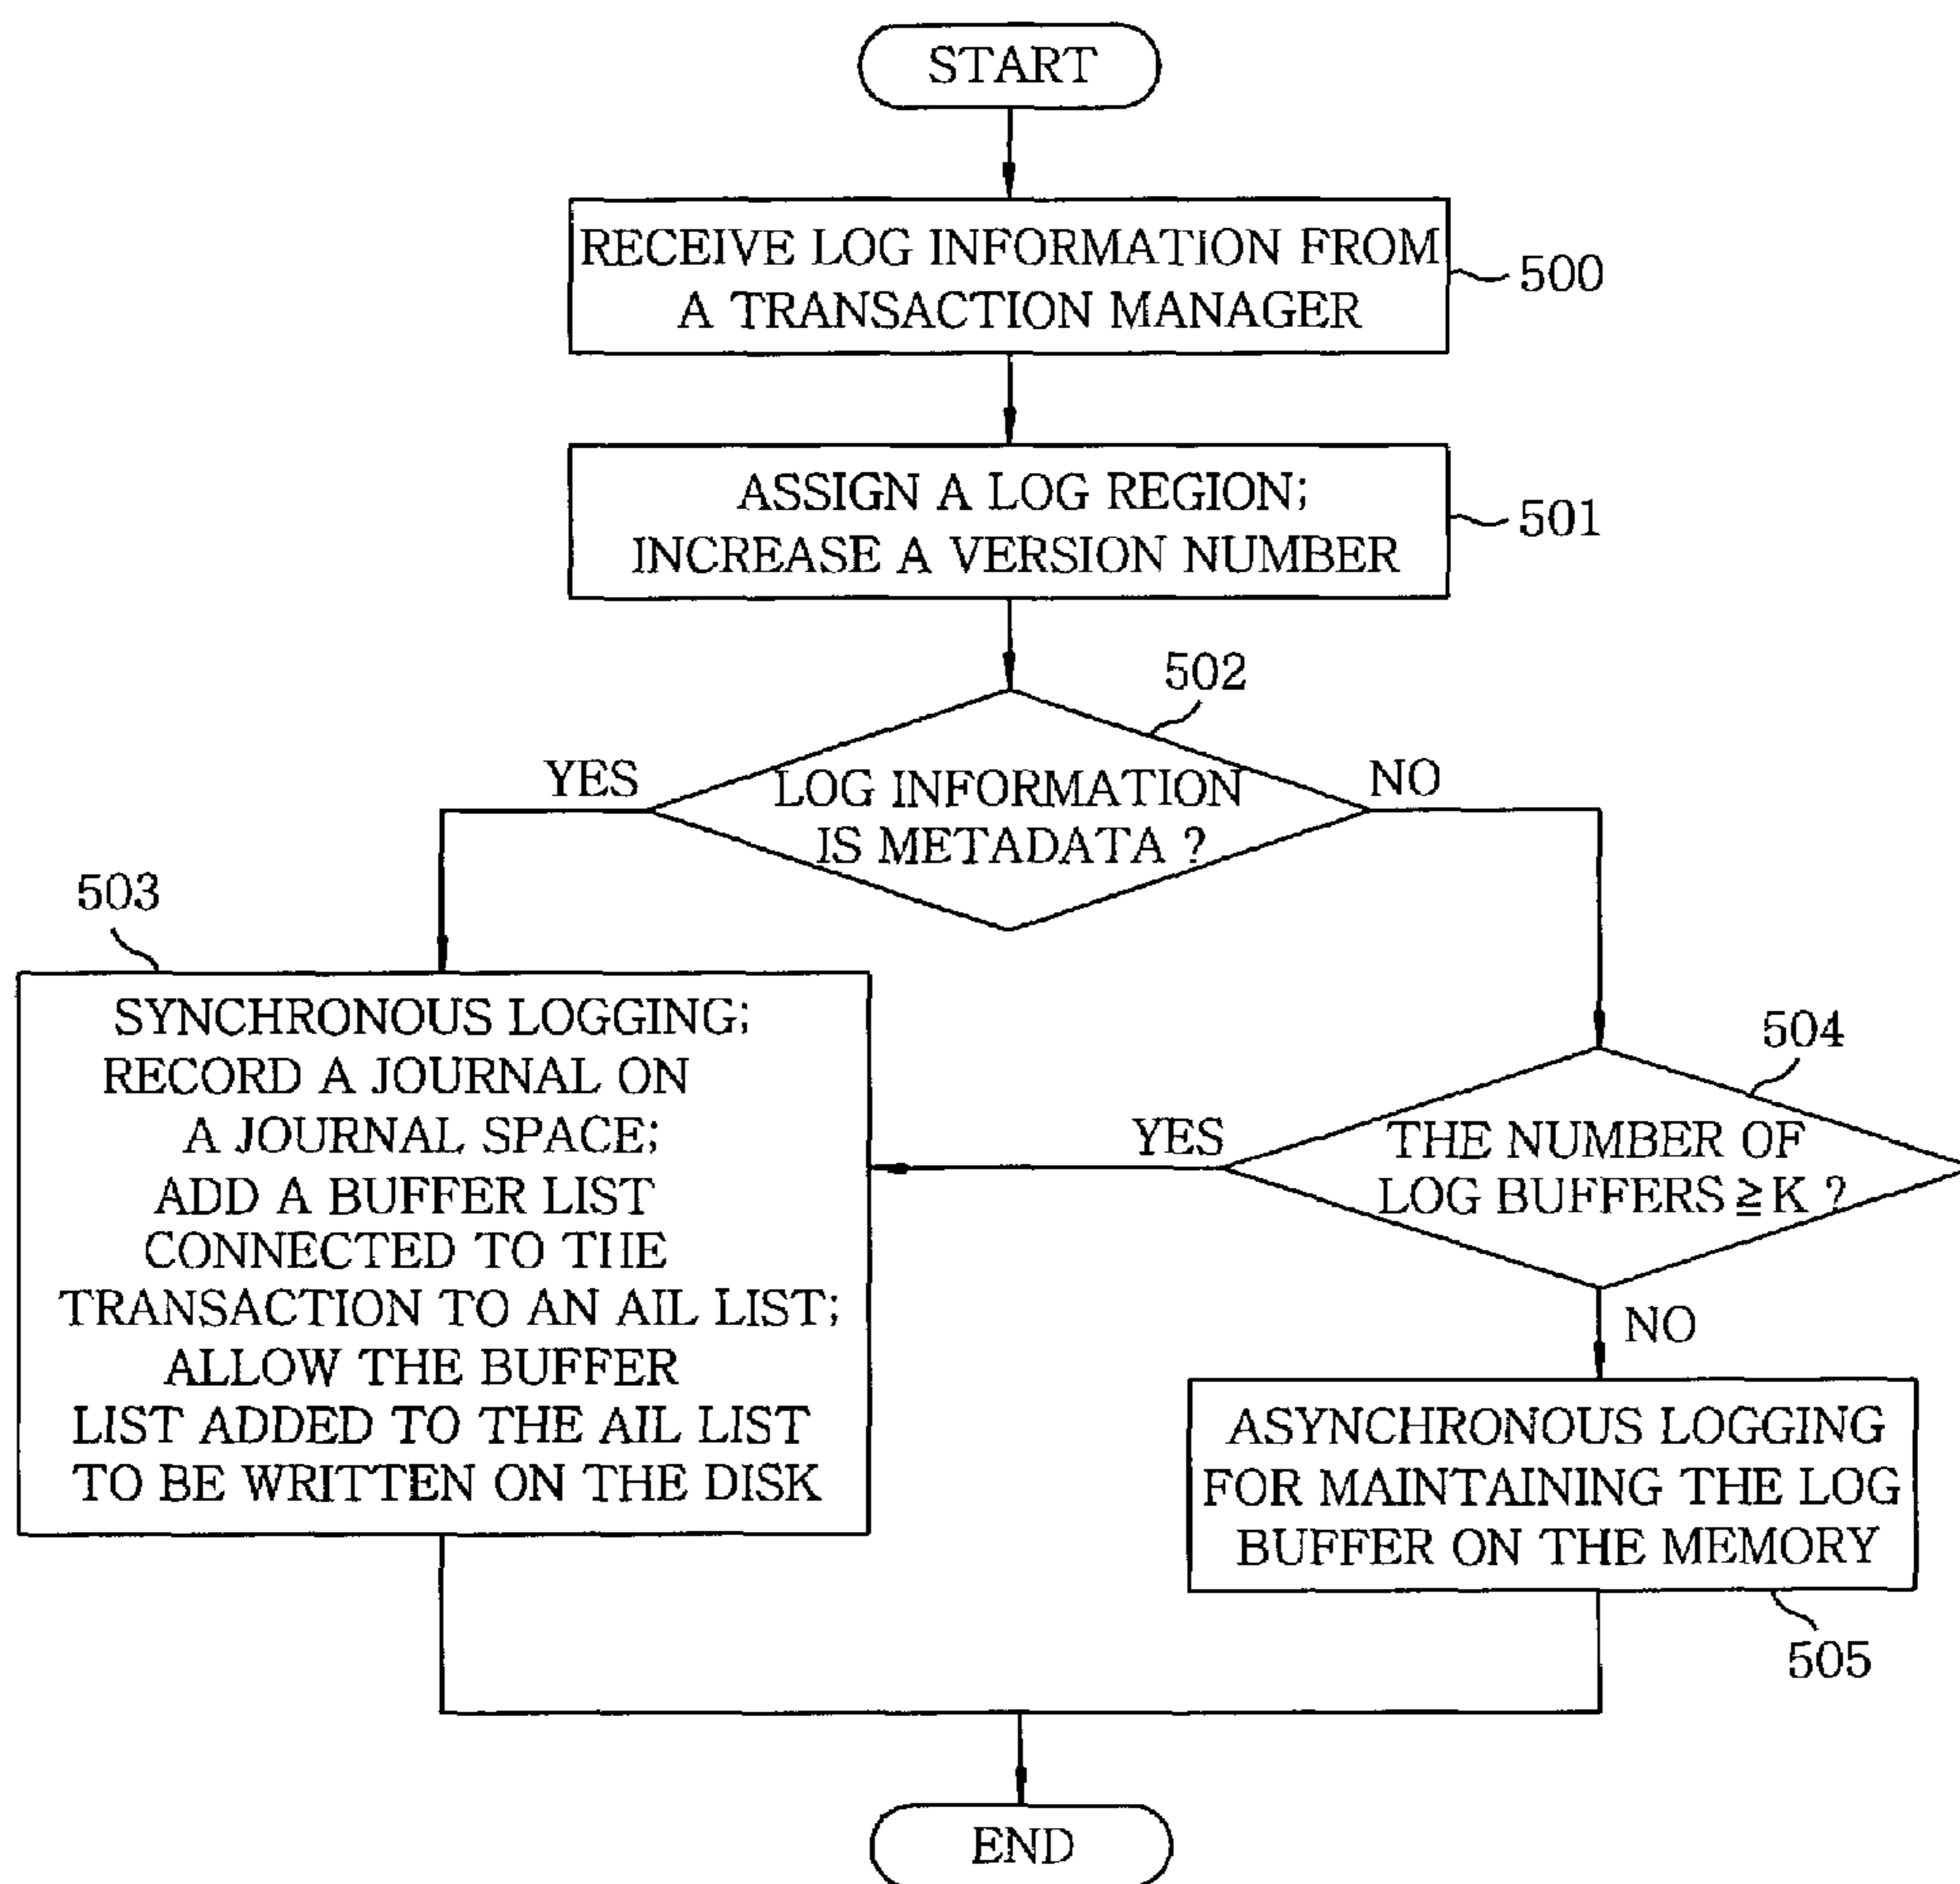 START
RECEIVE LOG INFORMATION FROM
A TRANSACTION MANAGER
500
ASSIGN A LOG REGION;
INCREASE A VERSION NUMBER
501
502
YES
NO
LOG INFORMATION
IS METADATA ?
503
SYNCHRONOUS LOGGING;
RECORD A JOURNAL ON
A JOURNAL SPACE;
ADD A BUFFER LIST
CONNECTED TO THE
TRANSACTION TO AN AIL LIST;
ALLOW THE BUFFER
LIST ADDED TO THE AIL LIST
TO BE WRITTEN ON THE DISK
504
YES
THE NUMBER OF
LOG BUFFERS ≧ K ?
NO
ASYNCHRONOUS LOGGING
FOR MAINTAINING THE LOG
BUFFER ON THE MEMORY
505
END